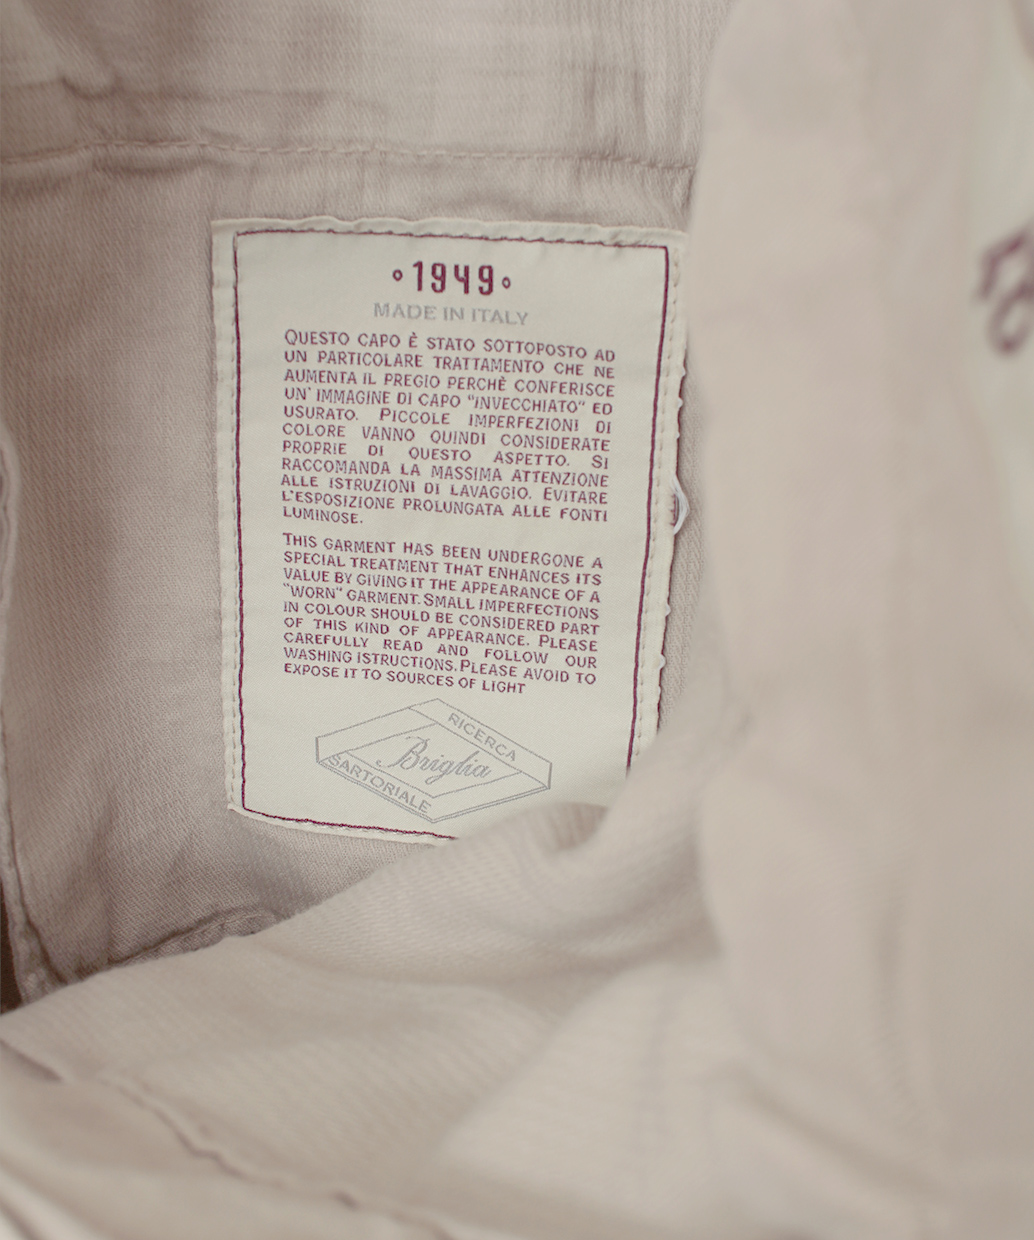 °1949°
MADE IN ITALY
QUESTO CAPO È STATO SOTTOPOSTO AD
UN PARTICOLARE TRATTAMENTO CHE NE
AUMENTA IL PREGIO PERCHÈ CONFERISCE
UN' IMMAGINE DI CAPO "INVECCHIATO" ED
USURATO. PICCOLE IMPERFEZIONI DI
COLORE VANNO QUINDI CONSIDERATE
PROPRIE DI QUESTO ASPETTO. SI
RACCOMANDA LA MASSIMA ATTENZIONE
ALLE ISTRUZIONI DI LAVAGGIO. EVITARE
L'ESPOSIZIONE PROLUNGATA ALLE FONTI
LUMINOSE.
THIS GARMENT HAS BEEN UNDERGONE A
SPECIAL TREATMENT THAT ENHANCES ITS
VALUE BY GIVING IT THE APPEARANCE OF A
"WORN" GARMENT. SMALL IMPERFECTIONS
IN COLOUR SHOULD BE CONSIDERED PART
OF THIS KIND OF APPEARANCE. PLEASE
CAREFULLY READ AND FOLLOW OUR
WASHING ISTRUCTIONS. PLEASE AVOID TO
EXPOSE IT TO SOURCES OF LIGHT
RICERCA
Briglia
SARTORIALE